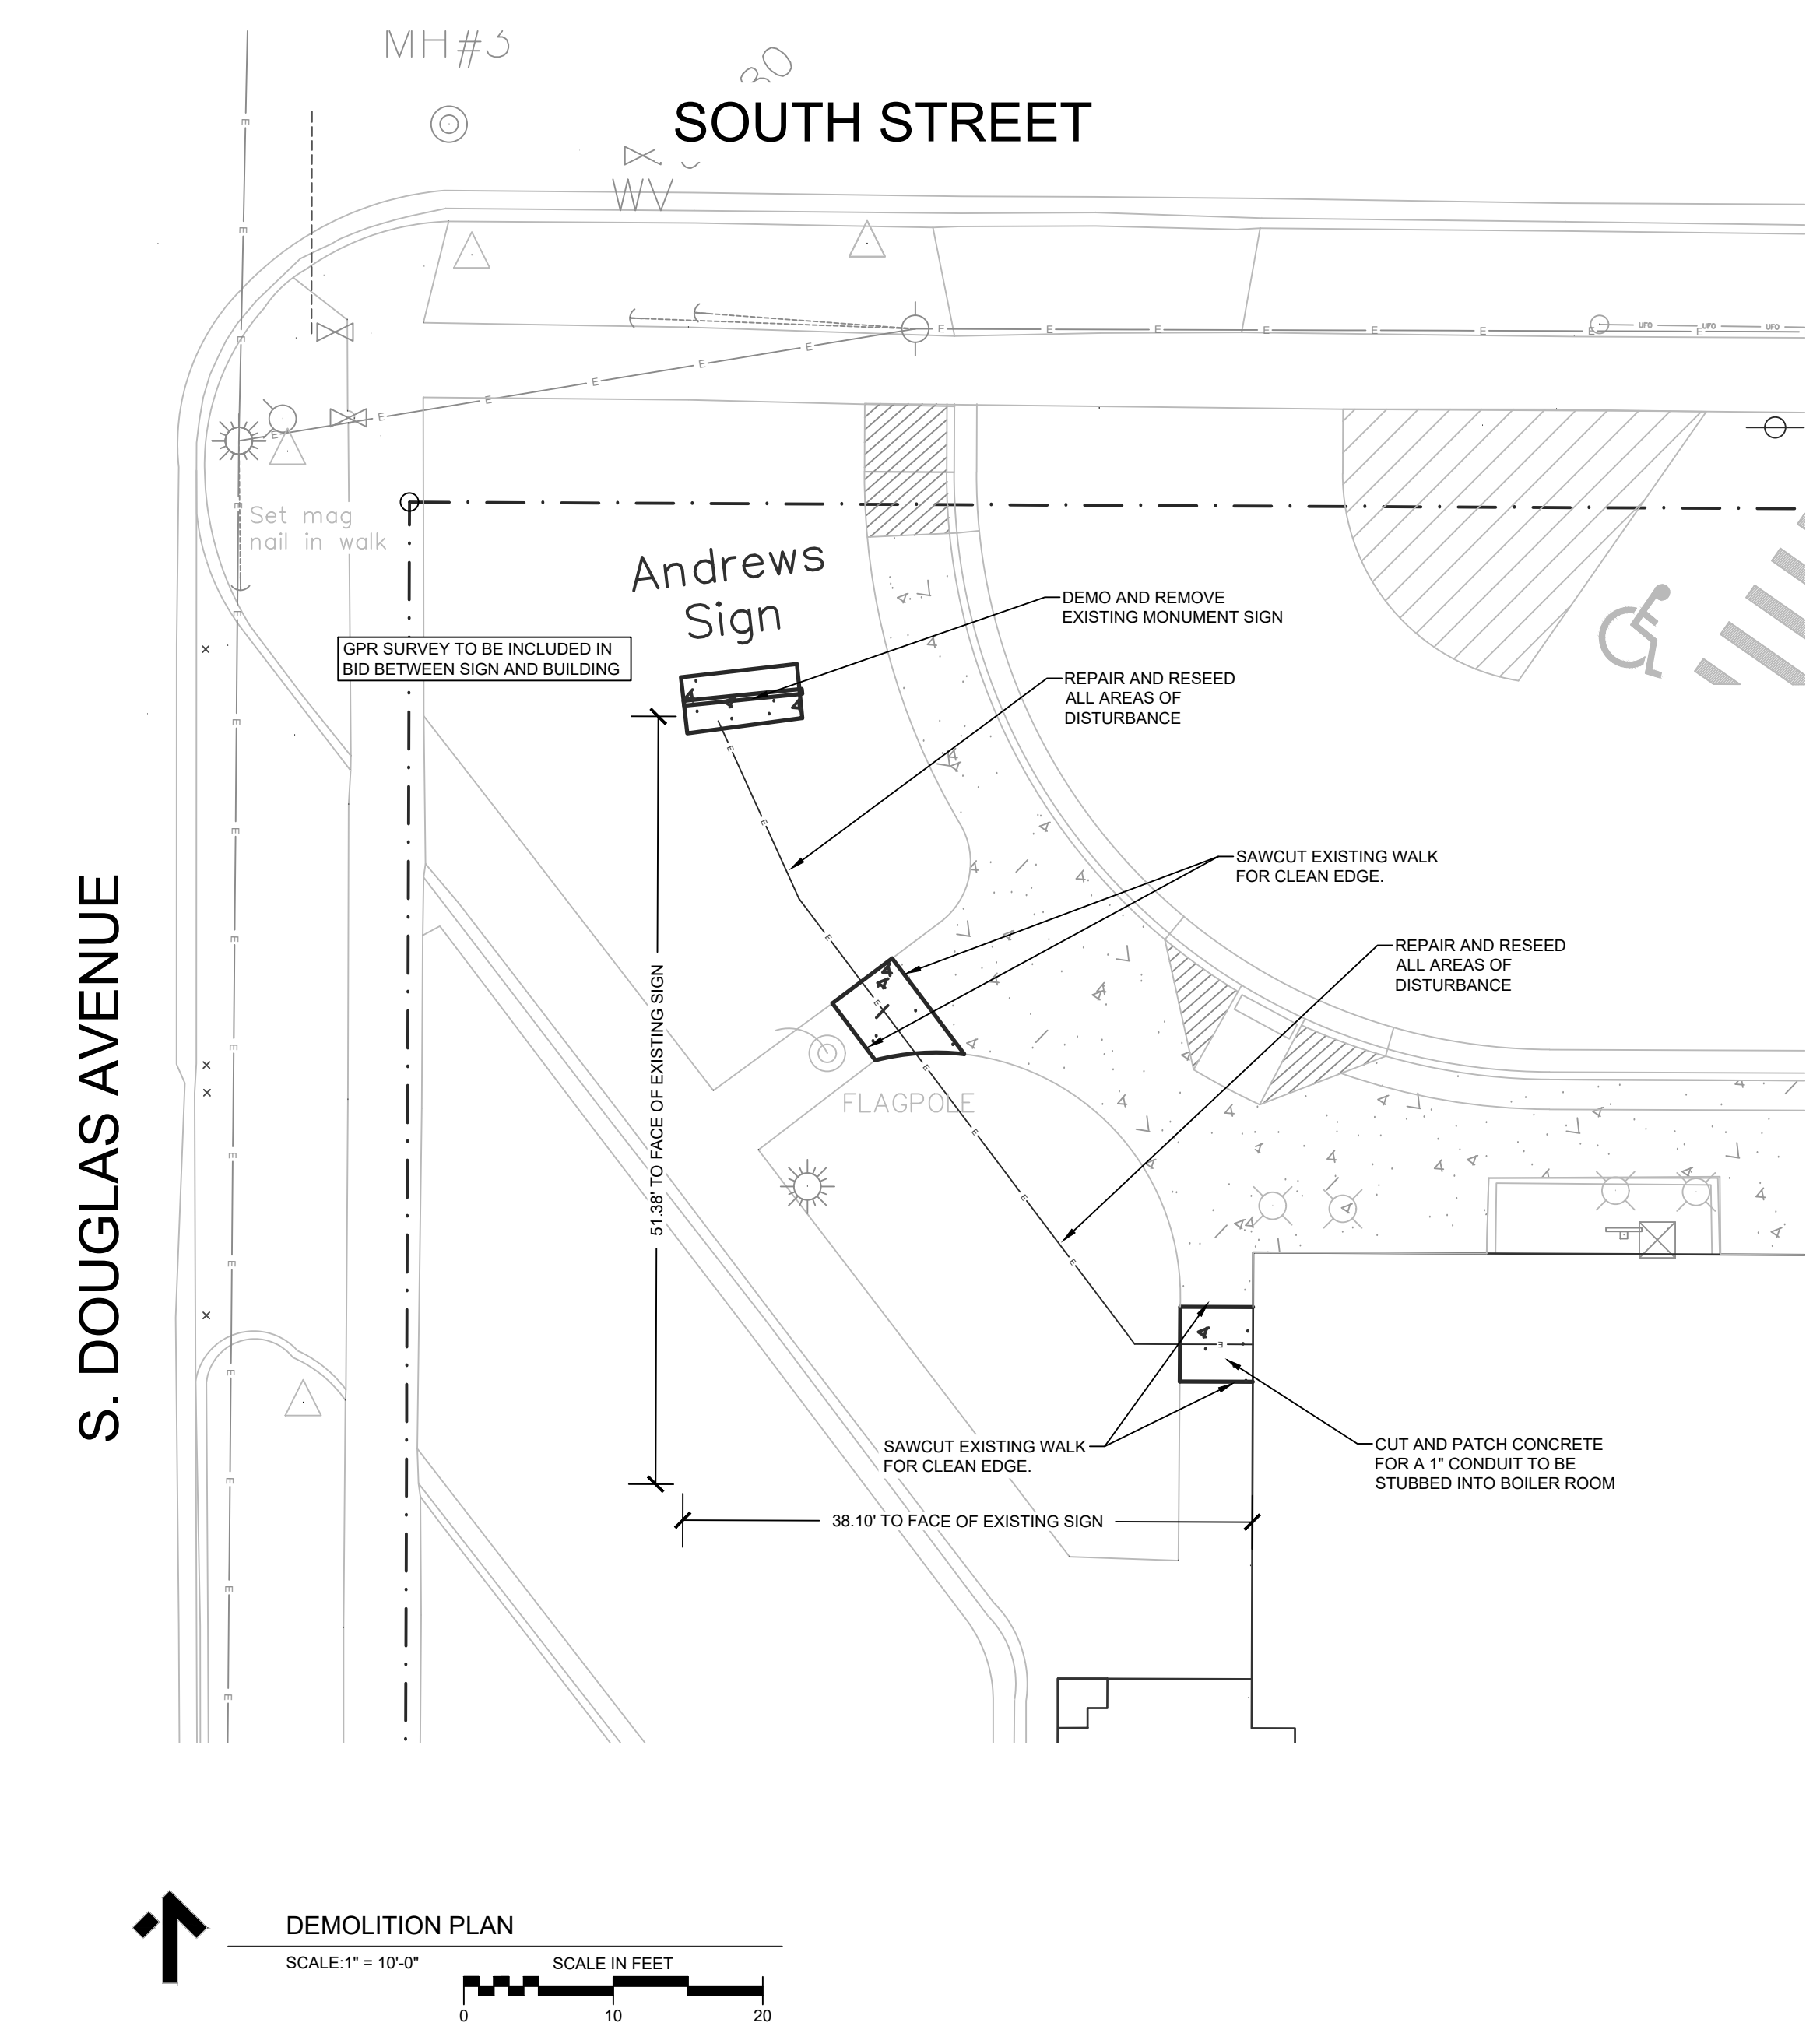 MH#3
30
SOUTH STREET
WV
UFO UFO UFO
Set mag
nail in walk
Andrews
Sign
DEMO AND REMOVE
EXISTING MONUMENT SIGN
GPR SURVEY TO BE INCLUDED IN
BID BETWEEN SIGN AND BUILDING
REPAIR AND RESEED
ALL AREAS OF
DISTURBANCE
SAWCUT EXISTING WALK
FOR CLEAN EDGE.
S. DOUGLAS AVENUE
REPAIR AND RESEED
ALL AREAS OF
DISTURBANCE
51.38' TO FACE OF EXISTING SIGN
FLAGPOLE
SAWCUT EXISTING WALK
FOR CLEAN EDGE.
CUT AND PATCH CONCRETE
FOR A 1" CONDUIT TO BE
STUBBED INTO BOILER ROOM
38.10' TO FACE OF EXISTING SIGN
DEMOLITION PLAN
SCALE:1" = 10'-0"
SCALE IN FEET
0 10 20